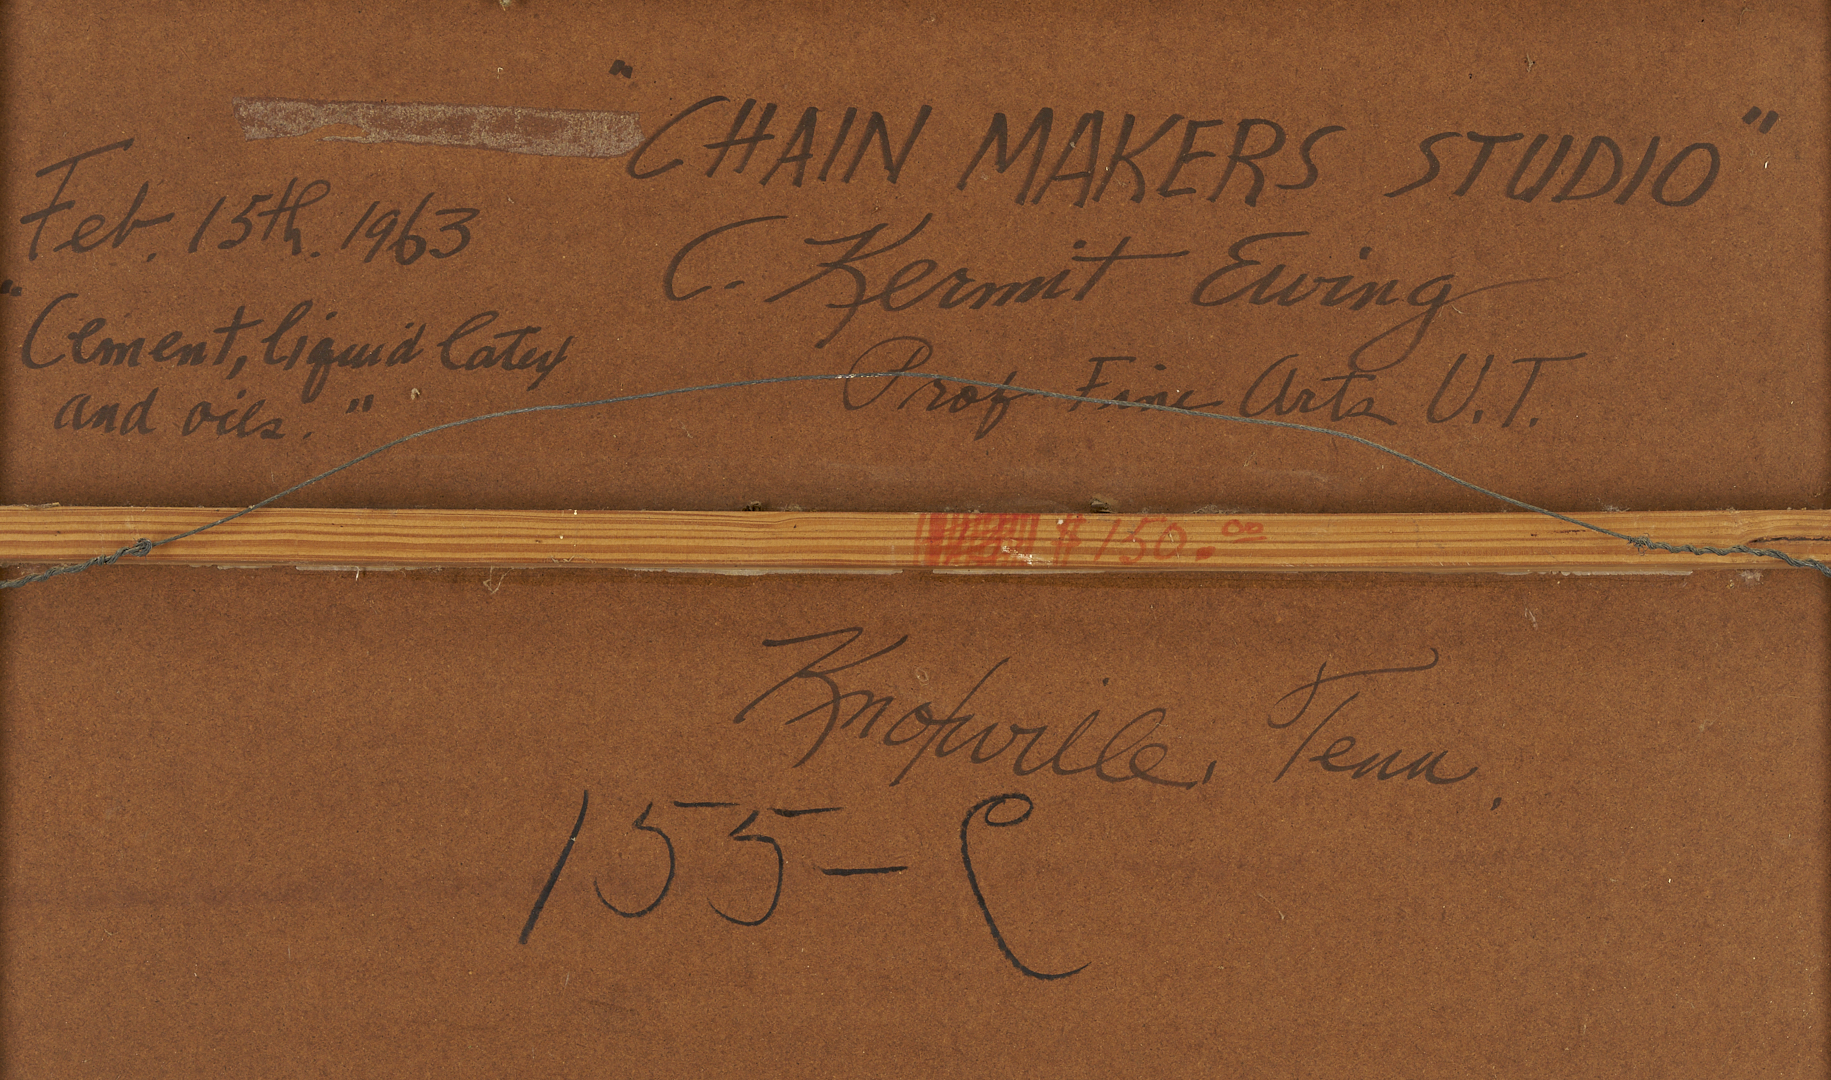 "CHAIN MAKERS STUDIO"
Feb. 15th. 1963
C. Kermit Ewing
"Cement, liquid latex
and oils."
Prof Fine Arts U.T.
$150.00
Knoxville, Tenn.
155-C